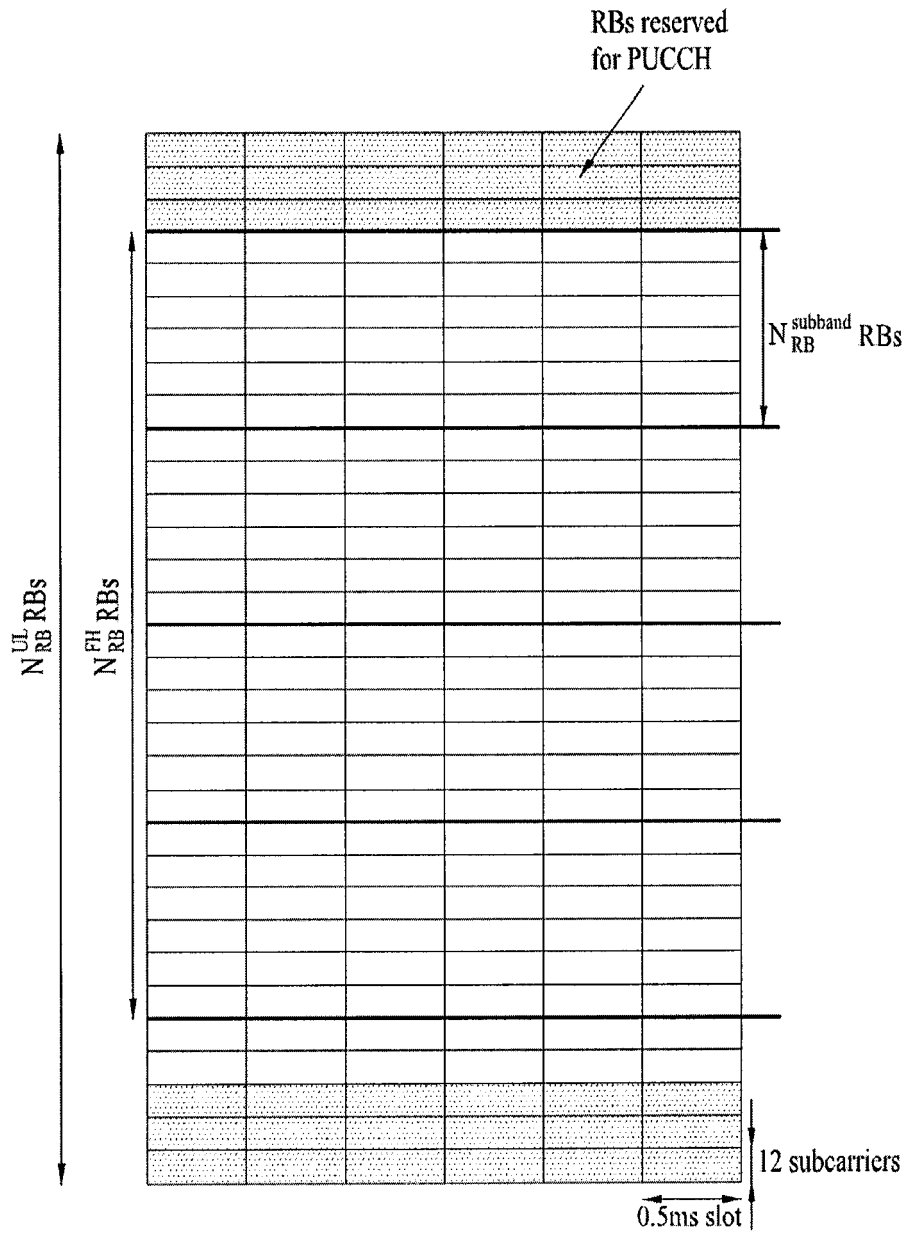 RBs reserved
for PUCCH
N_RB^subband RBs
N_RB^UL RBs
N_RB^FH RBs
12 subcarriers
0.5ms slot